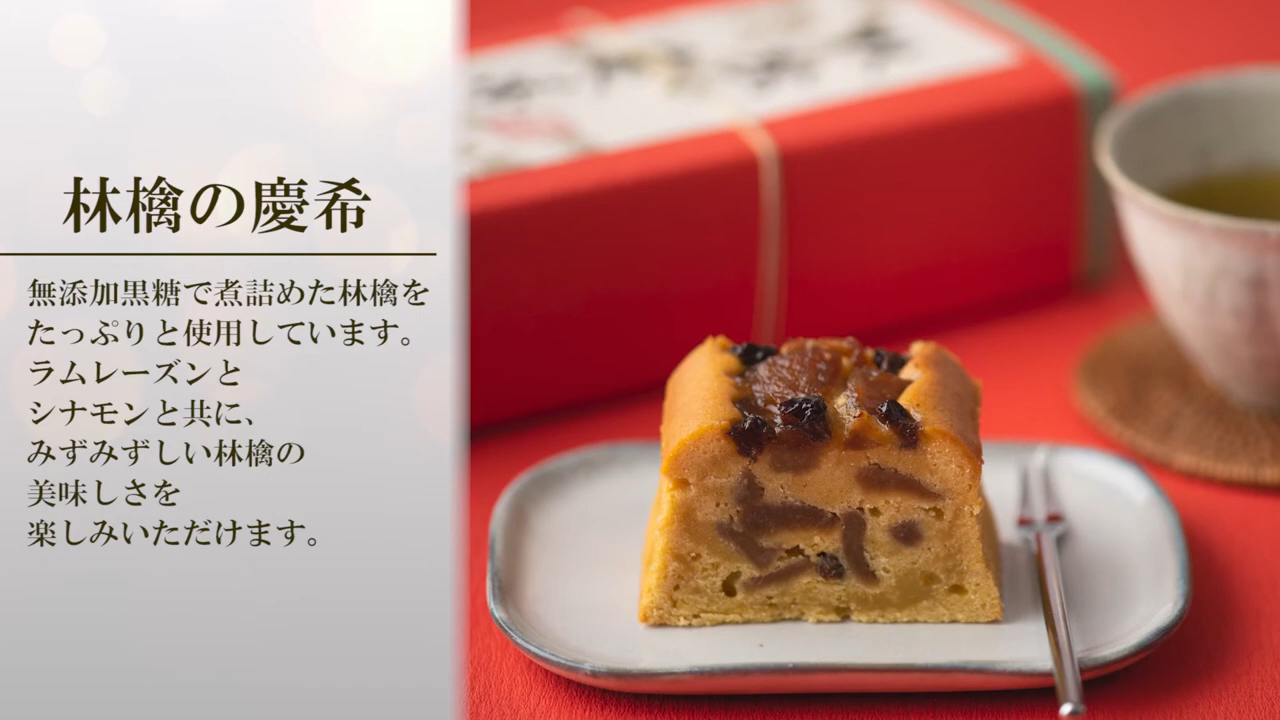 林檎の慶希
無添加黒糖で煮詰めた林檎を
たっぷりと使用しています。
ラムレーズンと
シナモンと共に、
みずみずしい林檎の
美味しさを
楽しみいただけます。